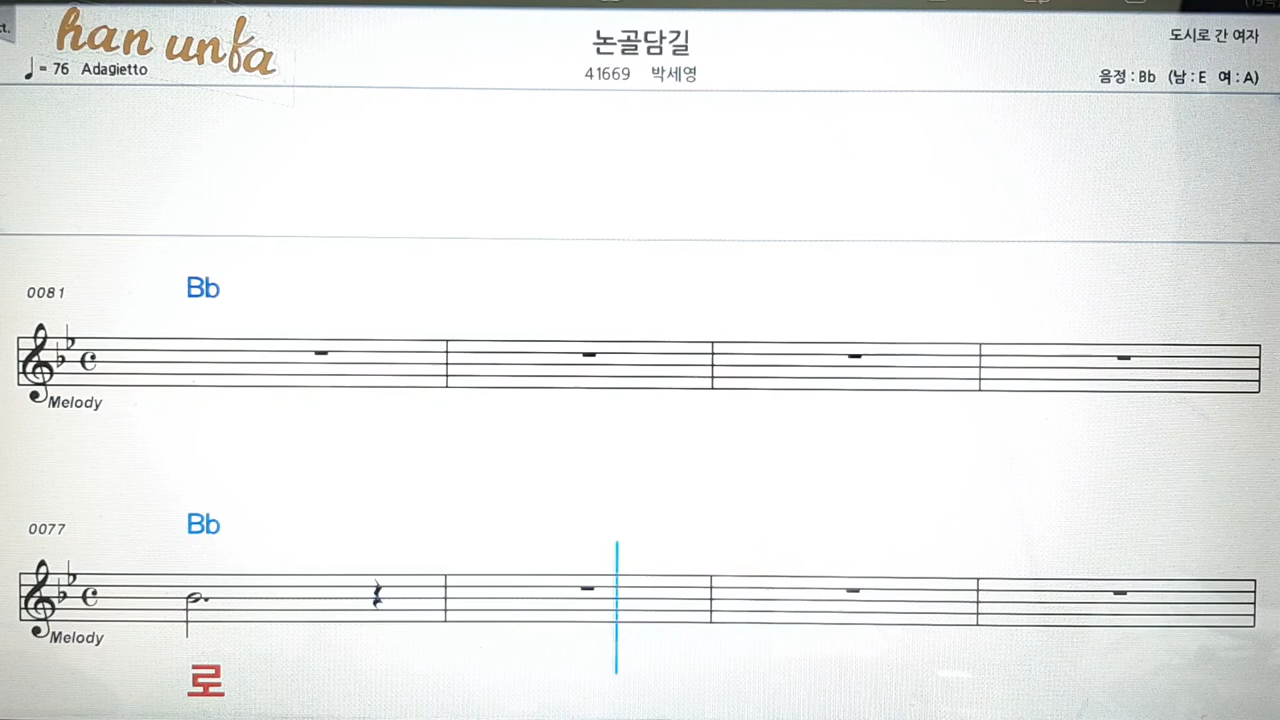 ct.
han unfa
♩= 76 Adagietto
논골담길
41669 박세영
도시로 간 여자
음정 : Bb (남 : E 여 : A)
0081
Bb
Melody
0077
Bb
Melody
로